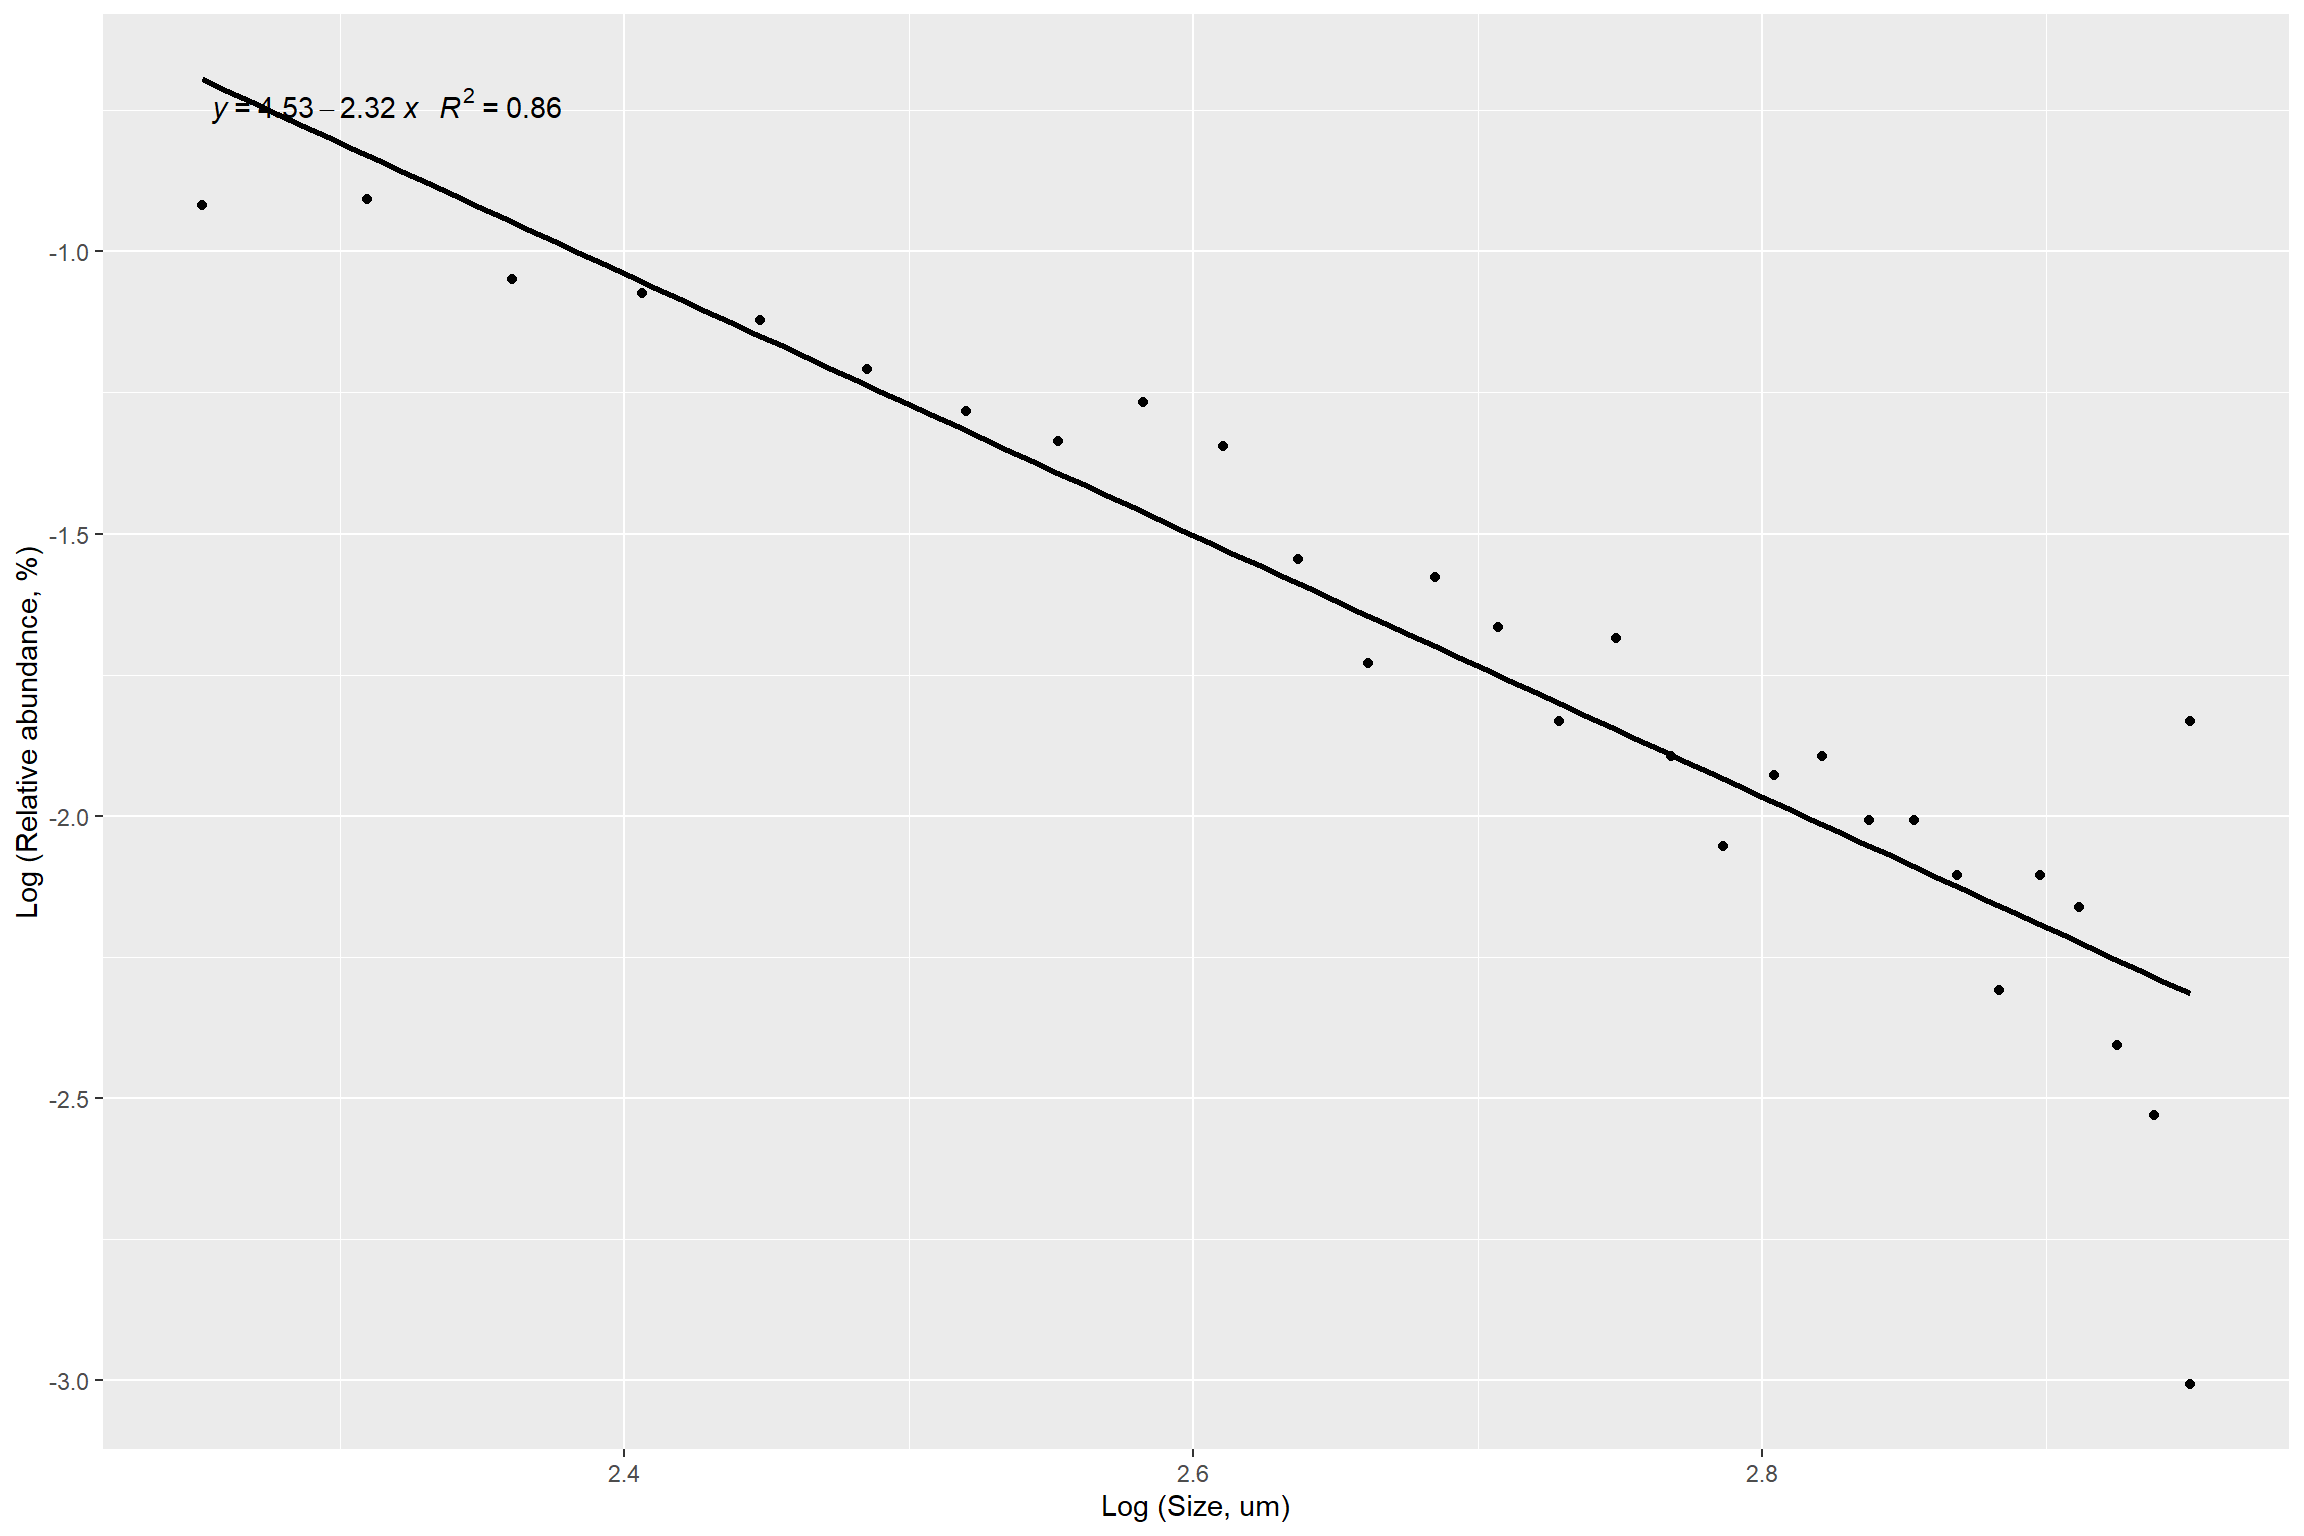 y = 4.53 − 2.32 x R² = 0.86
-1.0
-1.5
-2.0
-2.5
-3.0
Log (Relative abundance, %)
2.4 2.6 2.8
Log (Size, um)